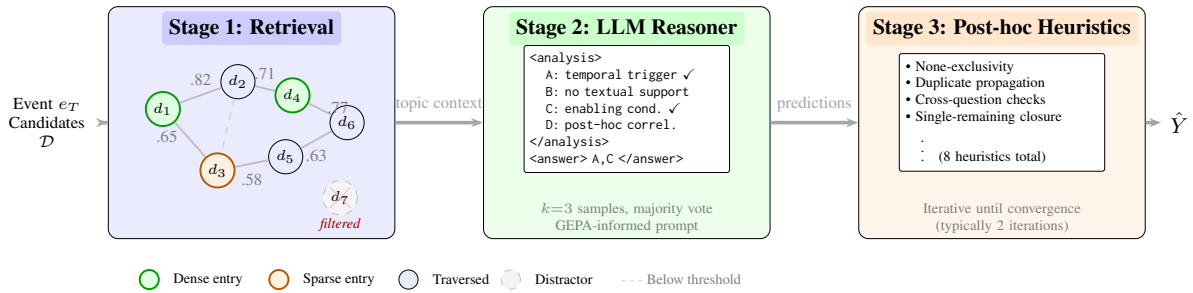 Stage 1: Retrieval
Stage 2: LLM Reasoner
Stage 3: Post-hoc Heuristics
Event e_T
Candidates
𝒟
.82
.71
.77
.65
.58
.63
d₁
d₂
d₄
d₆
d₃
d₅
d₇
filtered
topic context
<analysis>
A: temporal trigger ✓
B: no textual support
C: enabling cond. ✓
D: post-hoc correl.
</analysis>
<answer> A,C </answer>
k=3 samples, majority vote
GEPA-informed prompt
predictions
• None-exclusivity
• Duplicate propagation
• Cross-question checks
• Single-remaining closure
⋮ (8 heuristics total)
Iterative until convergence
(typically 2 iterations)
Ŷ
Dense entry
Sparse entry
Traversed
Distractor
Below threshold